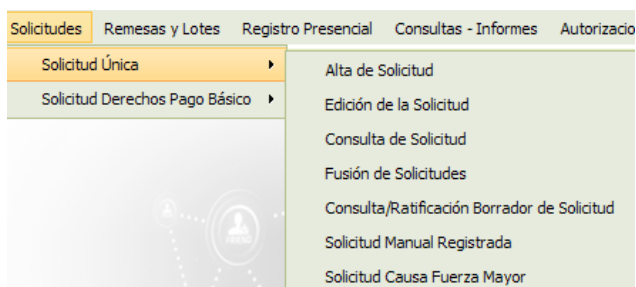 Solicitudes Remesas y Lotes Registro Presencial Consultas - Informes
Solicitud Única
Solicitud Derechos Pago Básico
Alta de Solicitud
Edición de la Solicitud
Consulta de Solicitud
Fusión de Solicitudes
Consulta/Ratificación Borrador de Solicitud
Solicitud Manual Registrada
Solicitud Causa Fuerza Mayor
FRIEND